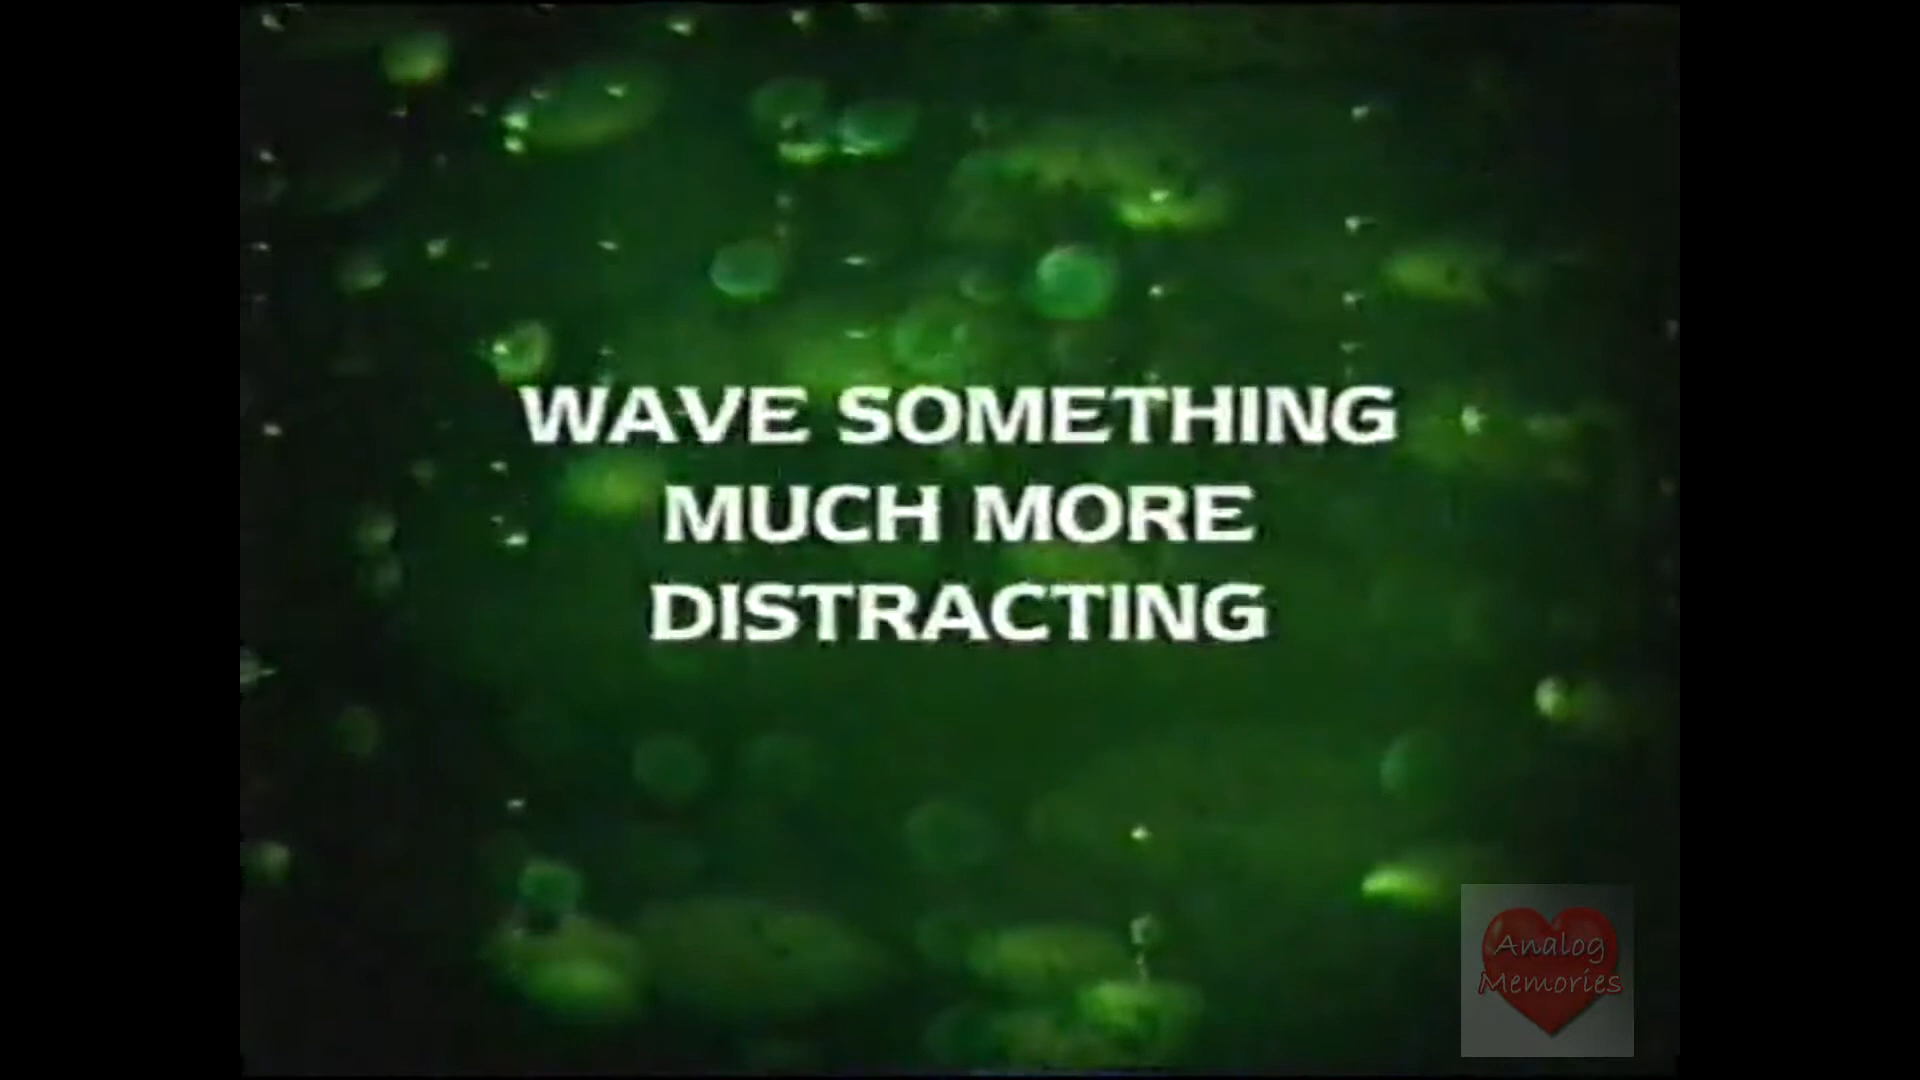 WAVE SOMETHING
MUCH MORE
DISTRACTING
Analog
Memories